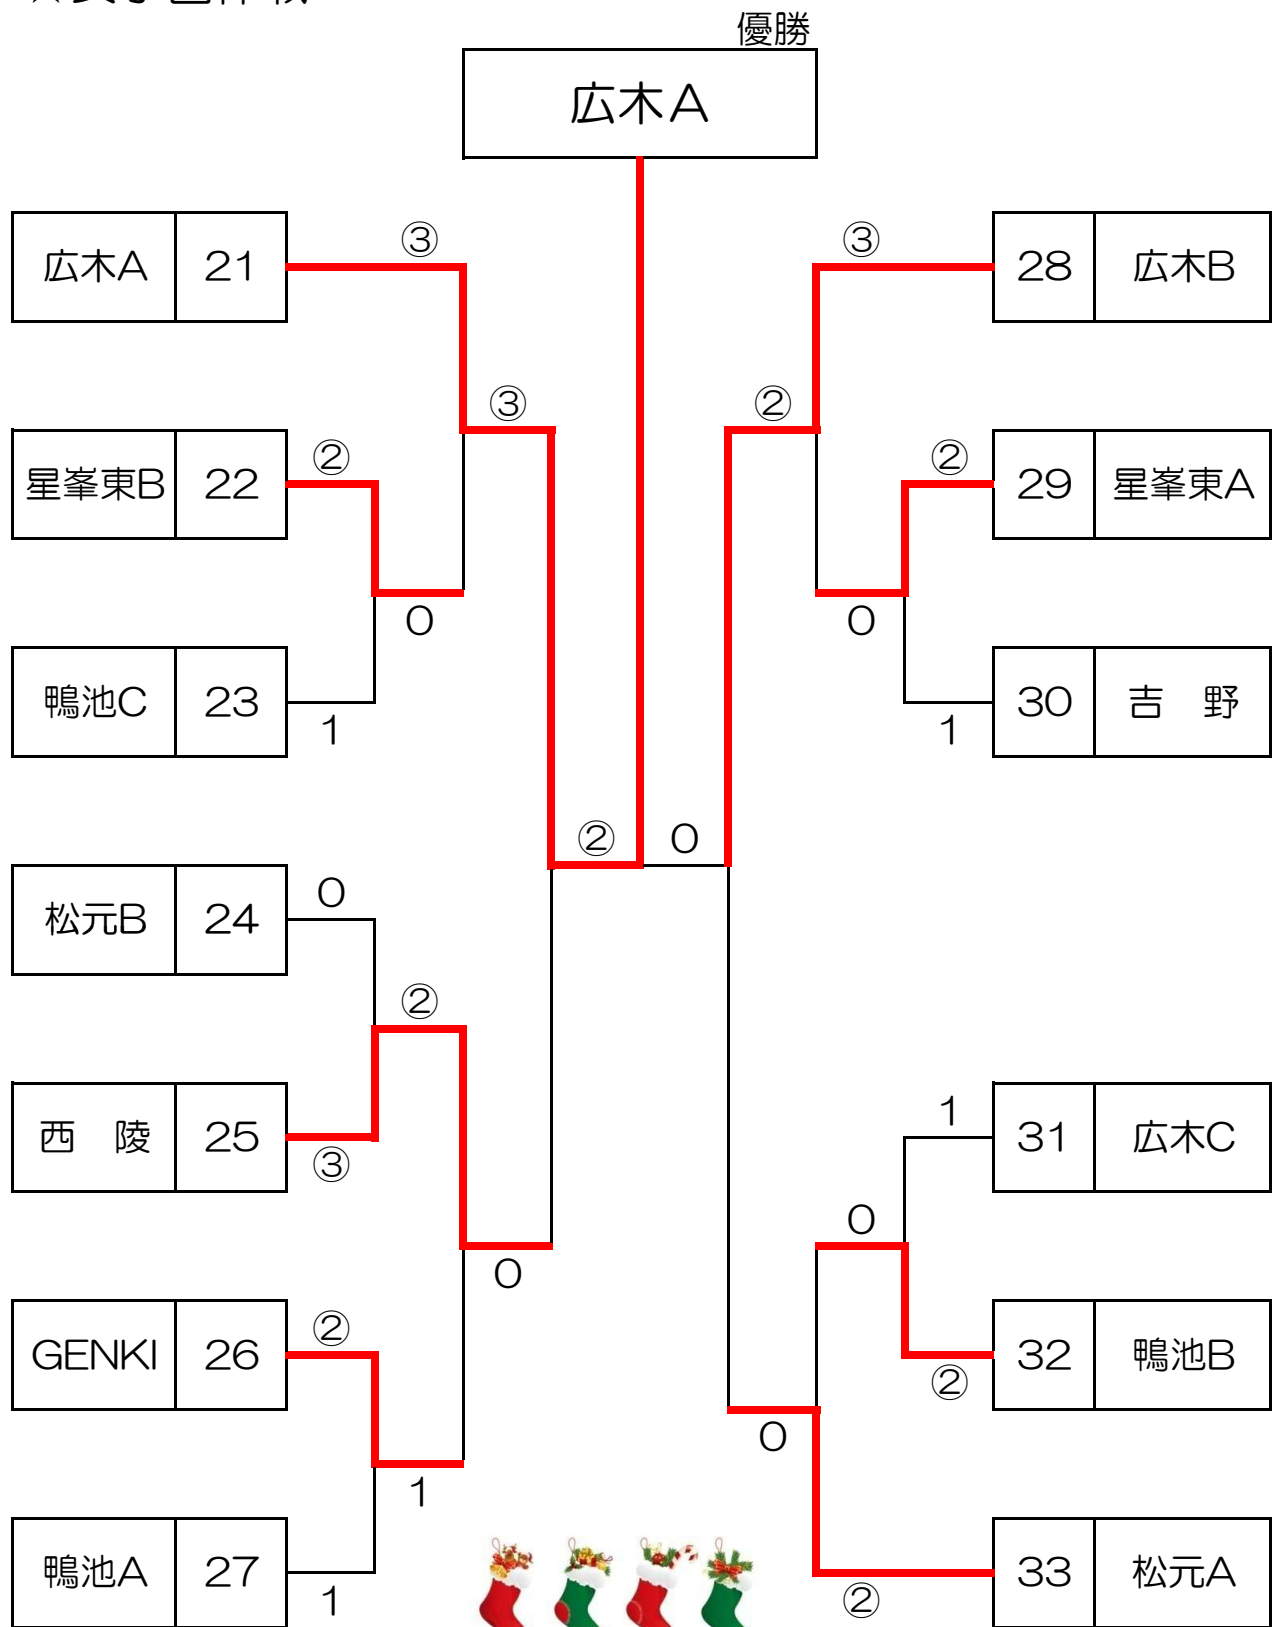 優勝
広木A
広木A 21 ③ ③ 28 広木B
③ ②
星峯東B 22 ② ② 29 星峯東A
0 0
鴨池C 23 1 1 30 吉　野
② 0
松元B 24 0
②
西　陵 25 ③ 1 31 広木C
0 0
GENKI 26 ② ② 32 鴨池B
1 0
鴨池A 27 1 ② 33 松元A